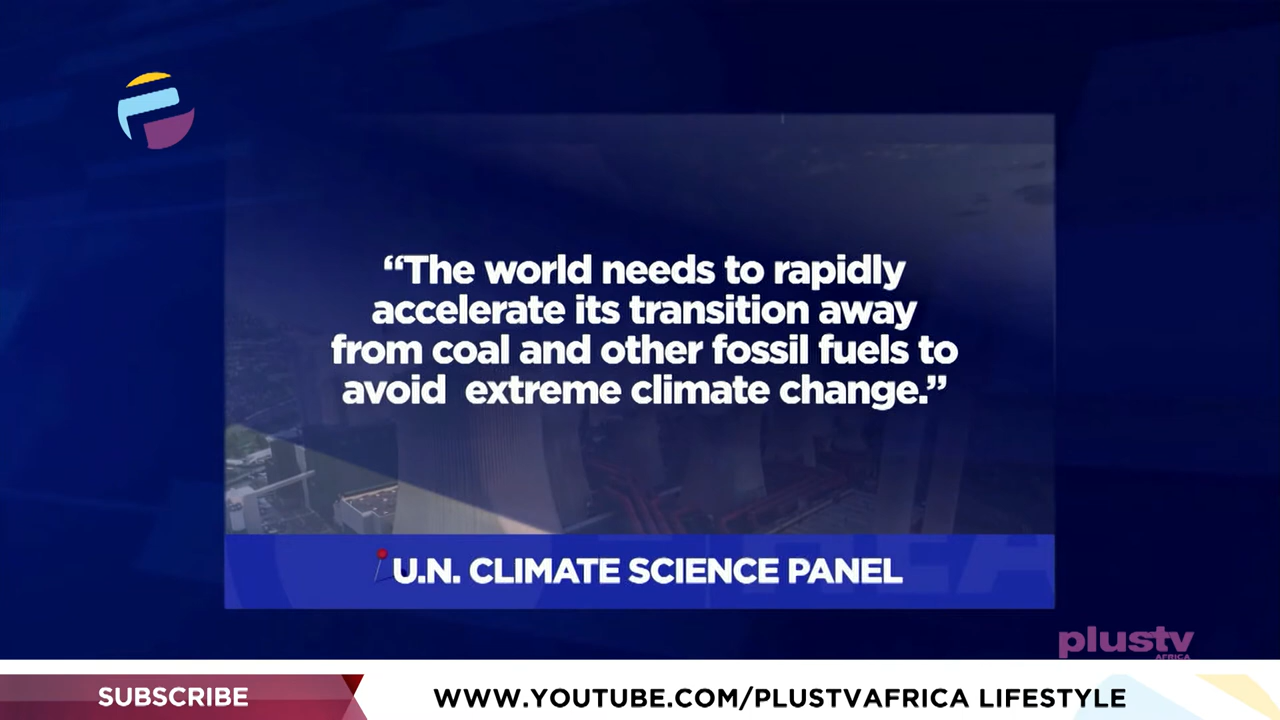 “The world needs to rapidly
accelerate its transition away
from coal and other fossil fuels to
avoid  extreme climate change.”
U.N. CLIMATE SCIENCE PANEL
plustv
AFRICA
SUBSCRIBE
WWW.YOUTUBE.COM/PLUSTVAFRICA LIFESTYLE